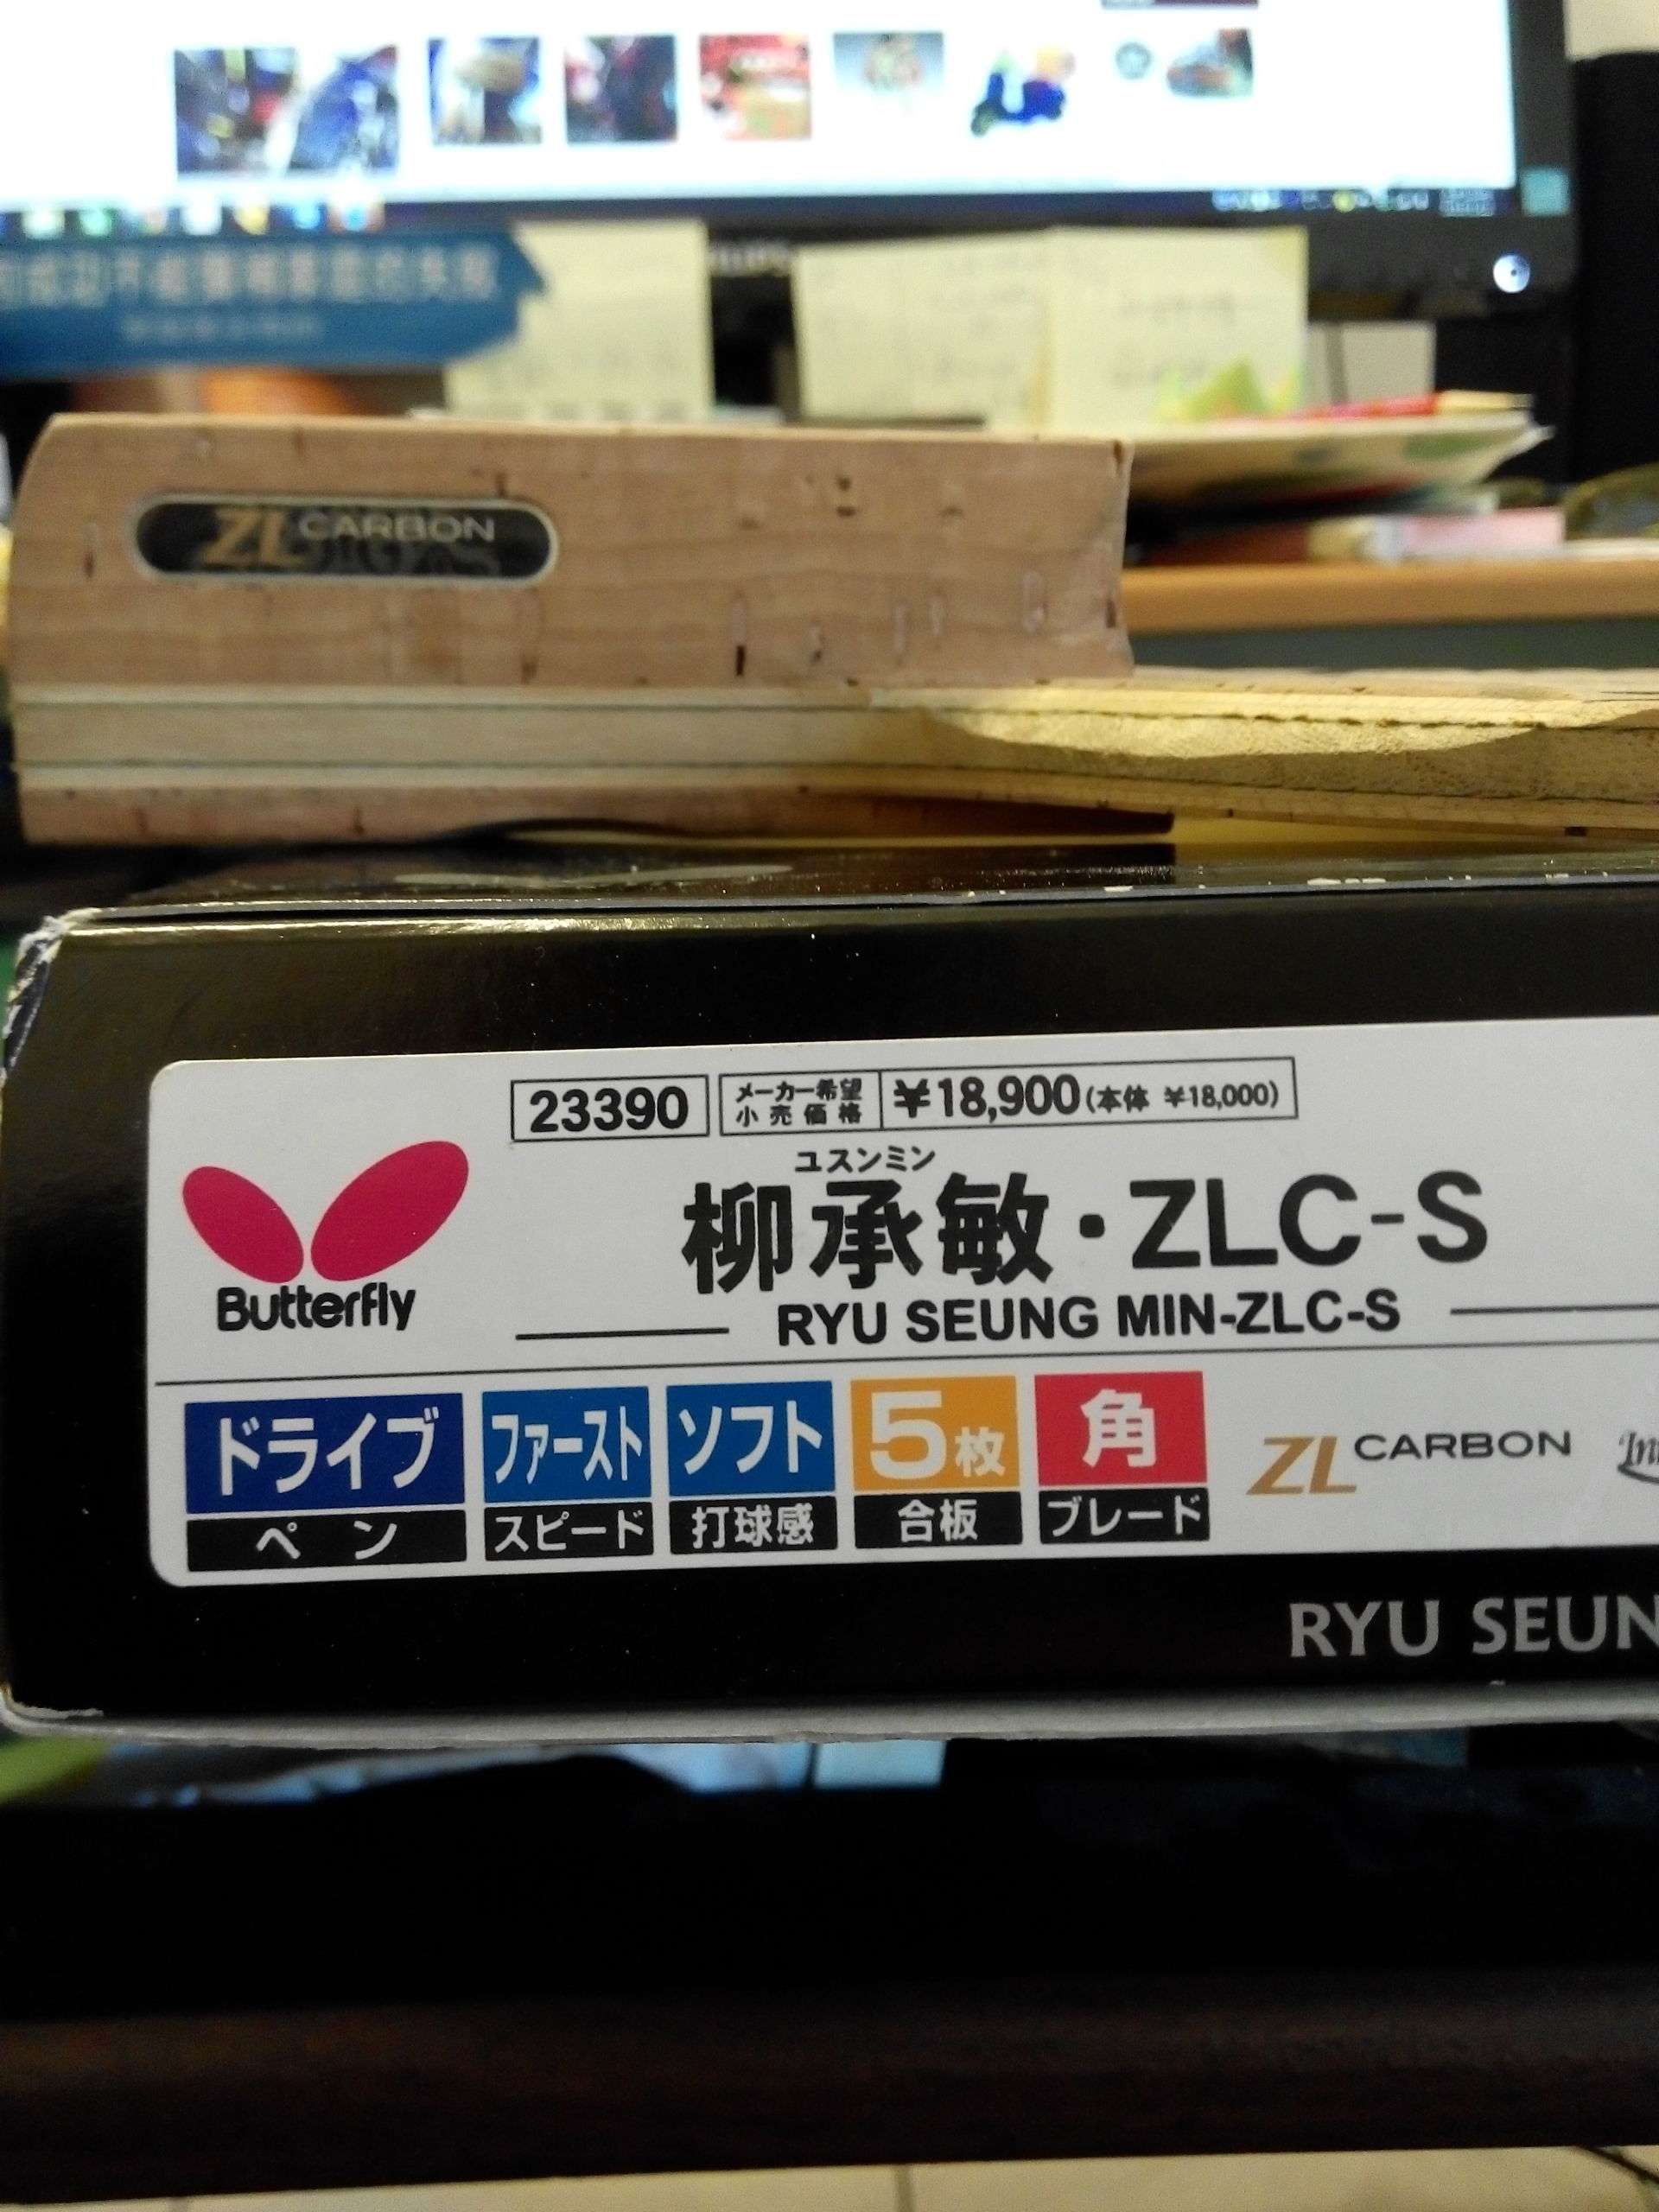 ZL CARBON
23390
メーカー希望
小売価格
¥18,900(本体 ¥18,000)
ユスンミン
柳承敏・ZLC-S
RYU SEUNG MIN-ZLC-S
Butterfly
ドライブ
ペン
ファースト
スピード
ソフト
打球感
5枚
合板
角
ブレード
ZL CARBON
RYU SEUN